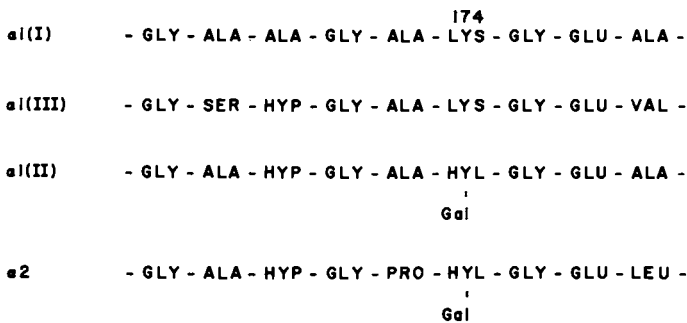 174
α1(I) - GLY - ALA - ALA - GLY - ALA - LYS - GLY - GLU - ALA -
α1(III) - GLY - SER - HYP - GLY - ALA - LYS - GLY - GLU - VAL -
α1(II) - GLY - ALA - HYP - GLY - ALA - HYL - GLY - GLU - ALA -
Gal
α2 - GLY - ALA - HYP - GLY - PRO - HYL - GLY - GLU - LEU -
Gal